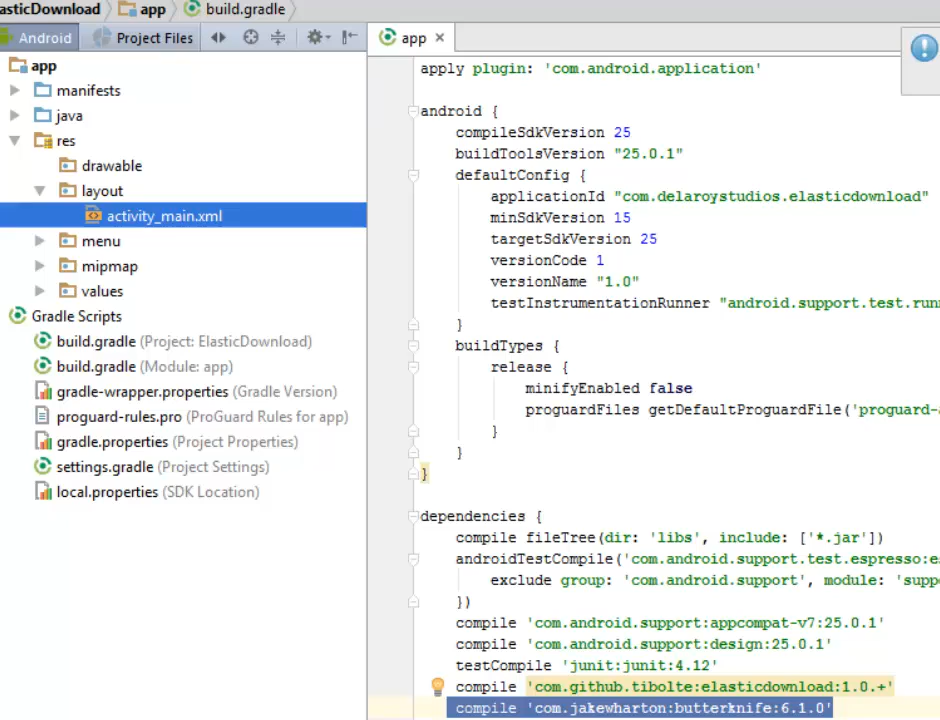 asticDownload app build.gradle
Android Project Files
app
manifests
java
res
drawable
layout
activity_main.xml
menu
mipmap
values
Gradle Scripts
build.gradle (Project: ElasticDownload)
build.gradle (Module: app)
gradle-wrapper.properties (Gradle Version)
proguard-rules.pro (ProGuard Rules for app)
gradle.properties (Project Properties)
settings.gradle (Project Settings)
local.properties (SDK Location)
app
apply plugin: 'com.android.application'
android {
compileSdkVersion 25
buildToolsVersion "25.0.1"
defaultConfig {
applicationId "com.delaroystudios.elasticdownload"
minSdkVersion 15
targetSdkVersion 25
versionCode 1
versionName "1.0"
testInstrumentationRunner "android.support.test.run
}
buildTypes {
release {
minifyEnabled false
proguardFiles getDefaultProguardFile('proguard-
}
}
}
dependencies {
compile fileTree(dir: 'libs', include: ['*.jar'])
androidTestCompile('com.android.support.test.espresso:e
exclude group: 'com.android.support', module: 'supp
})
compile 'com.android.support:appcompat-v7:25.0.1'
compile 'com.android.support:design:25.0.1'
testCompile 'junit:junit:4.12'
compile 'com.github.tibolte:elasticdownload:1.0.+'
compile 'com.jakewharton:butterknife:6.1.0'